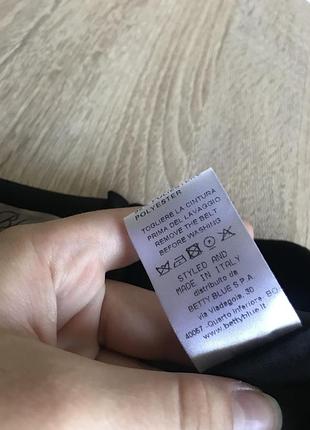 POLYESTER
TOGLIERE LA CINTURA
PRIMA DEL LAVAGGIO
REMOVE THE BELT
BEFORE WASHING
STYLED AND
MADE IN ITALY
distribuito da
BETTY BLUE S.P.A.
via Viadagola, 30
40057 -Quarto Inferiore- BO
www.bettyblue.it